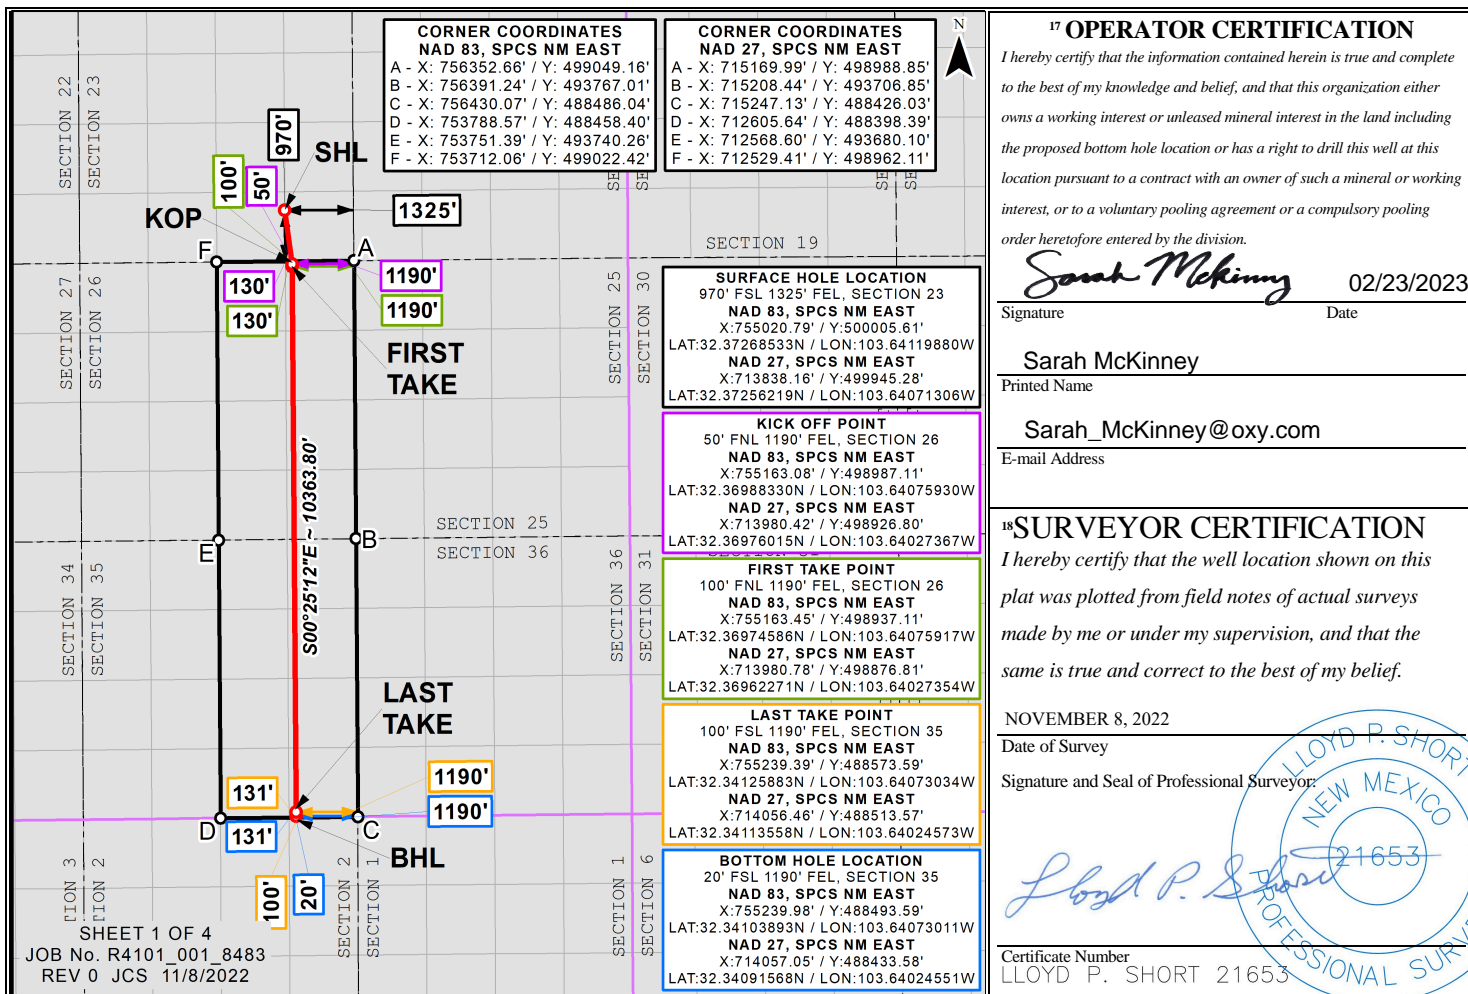 CORNER COORDINATES
NAD 83, SPCS NM EAST
A - X: 756352.66' / Y: 499049.16'
B - X: 756391.24' / Y: 493767.01'
C - X: 756430.07' / Y: 488486.04'
D - X: 753788.57' / Y: 488458.40'
E - X: 753751.39' / Y: 493740.26'
F - X: 753712.06' / Y: 499022.42'
CORNER COORDINATES
NAD 27, SPCS NM EAST
A - X: 715169.99' / Y: 498988.85'
B - X: 715208.44' / Y: 493706.85'
C - X: 715247.13' / Y: 488426.03'
D - X: 712605.64' / Y: 488398.39'
E - X: 712568.60' / Y: 493680.10'
F - X: 712529.41' / Y: 498962.11'
N
SECTION 22
SECTION 23
970'
SHL
100'
50'
KOP
1325'
F
A
SECTION 19
130'
1190'
130'
1190'
SECTION 27
SECTION 26
SECTION 25
SECTION 30
FIRST
TAKE
S00°25'12"E ~ 10363.80'
SECTION 25
SECTION 36
E
B
SECTION 34
SECTION 35
SECTION 36
SECTION 31
LAST
TAKE
131'
1190'
131'
1190'
D
C
BHL
100'
20'
TION 3
TION 2
SECTION 2
SECTION 1
SECTION 1
SECTION 6
SHEET 1 OF 4
JOB No. R4101_001_8483
REV 0 JCS 11/8/2022
SURFACE HOLE LOCATION
970' FSL 1325' FEL, SECTION 23
NAD 83, SPCS NM EAST
X:755020.79' / Y:500005.61'
LAT:32.37268533N / LON:103.64119880W
NAD 27, SPCS NM EAST
X:713838.16' / Y:499945.28'
LAT:32.37256219N / LON:103.64071306W
KICK OFF POINT
50' FNL 1190' FEL, SECTION 26
NAD 83, SPCS NM EAST
X:755163.08' / Y:498987.11'
LAT:32.36988330N / LON:103.64075930W
NAD 27, SPCS NM EAST
X:713980.42' / Y:498926.80'
LAT:32.36976015N / LON:103.64027367W
FIRST TAKE POINT
100' FNL 1190' FEL, SECTION 26
NAD 83, SPCS NM EAST
X:755163.45' / Y:498937.11'
LAT:32.36974586N / LON:103.64075917W
NAD 27, SPCS NM EAST
X:713980.78' / Y:498876.81'
LAT:32.36962271N / LON:103.64027354W
LAST TAKE POINT
100' FSL 1190' FEL, SECTION 35
NAD 83, SPCS NM EAST
X:755239.39' / Y:488573.59'
LAT:32.34125883N / LON:103.64073034W
NAD 27, SPCS NM EAST
X:714056.46' / Y:488513.57'
LAT:32.34113558N / LON:103.64024573W
BOTTOM HOLE LOCATION
20' FSL 1190' FEL, SECTION 35
NAD 83, SPCS NM EAST
X:755239.98' / Y:488493.59'
LAT:32.34103893N / LON:103.64073011W
NAD 27, SPCS NM EAST
X:714057.05' / Y:488433.58'
LAT:32.34091568N / LON:103.64024551W
17 OPERATOR CERTIFICATION
I hereby certify that the information contained herein is true and complete
to the best of my knowledge and belief, and that this organization either
owns a working interest or unleased mineral interest in the land including
the proposed bottom hole location or has a right to drill this well at this
location pursuant to a contract with an owner of such a mineral or working
interest, or to a voluntary pooling agreement or a compulsory pooling
order heretofore entered by the division.
Sarah McKinney 02/23/2023
Signature Date
Sarah McKinney
Printed Name
Sarah_McKinney@oxy.com
E-mail Address
18SURVEYOR CERTIFICATION
I hereby certify that the well location shown on this
plat was plotted from field notes of actual surveys
made by me or under my supervision, and that the
same is true and correct to the best of my belief.
NOVEMBER 8, 2022
Date of Survey
Signature and Seal of Professional Surveyor:
LLOYD P. SHORT
NEW MEXICO
21653
PROFESSIONAL SURVE
Lloyd P. Short
Certificate Number
LLOYD P. SHORT 21653